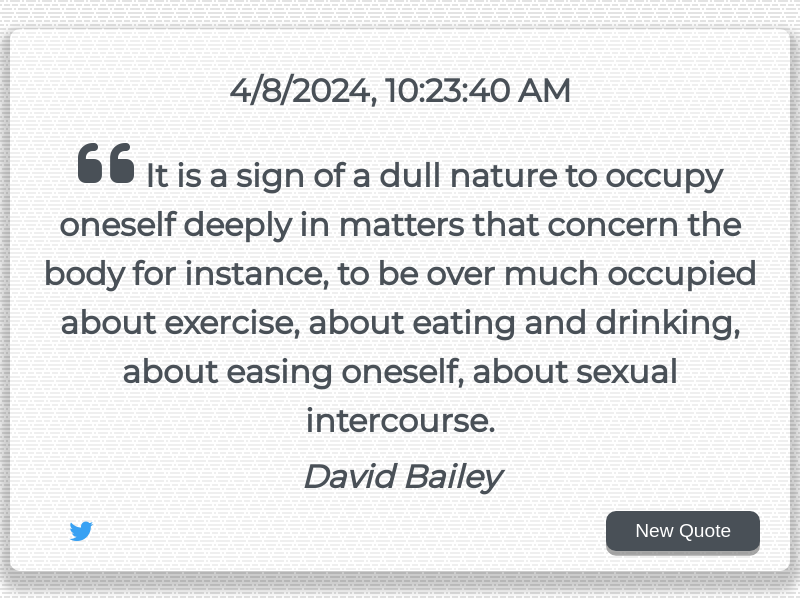 4/8/2024, 10:23:40 AM
It is a sign of a dull nature to occupy
oneself deeply in matters that concern the
body for instance, to be over much occupied
about exercise, about eating and drinking,
about easing oneself, about sexual
intercourse.
David Bailey
New Quote